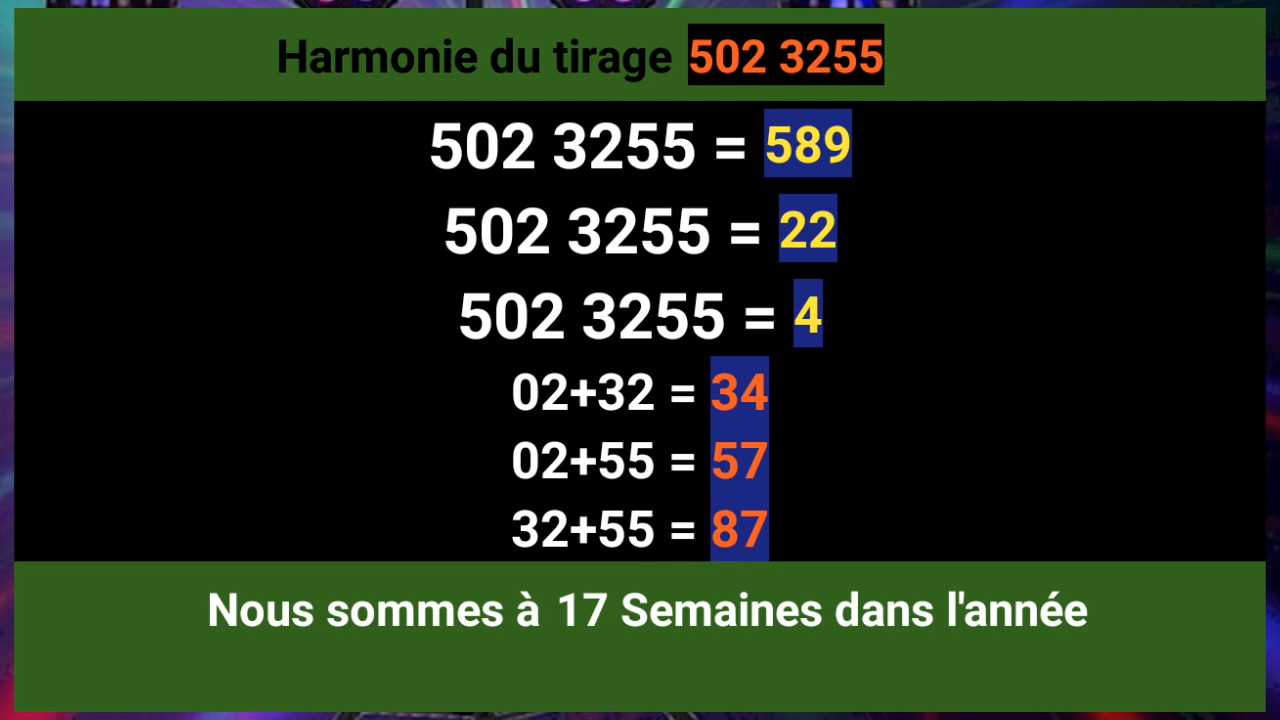 Harmonie du tirage 502 3255
502 3255 = 589
502 3255 = 22
502 3255 = 4
02+32 = 34
02+55 = 57
32+55 = 87
Nous sommes à 17 Semaines dans l'année